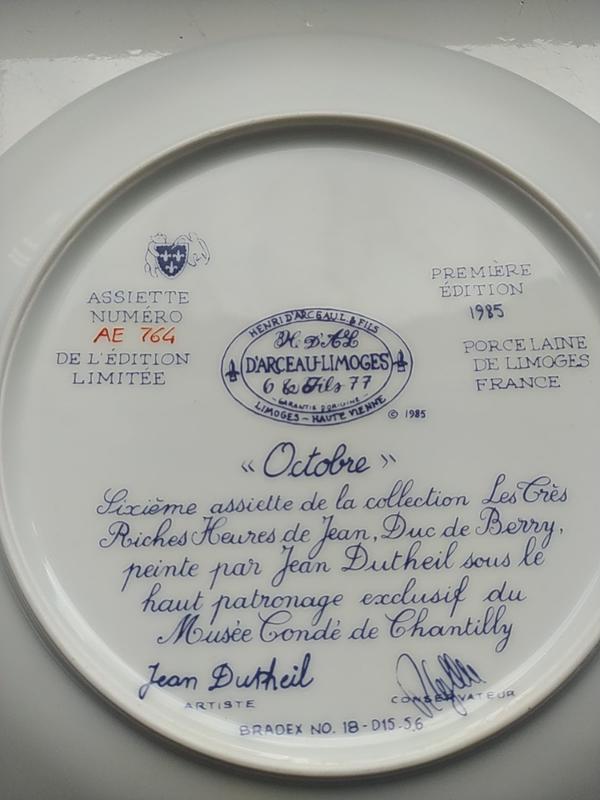 ASSIETTE
NUMÉRO
AE 764
DE L'ÉDITION
LIMITÉE
PREMIÈRE
ÉDITION
1985
PORCELAINE
DE LIMOGES
FRANCE
HENRI D'ARCEAU L. & FILS
H. D'A L
D'ARCEAU-LIMOGES
6 & Fils 77
GARANTIE D'ORIGINE
LIMOGES - HAUTE VIENNE
© 1985
« Octobre »
Sixième assiette de la collection Les Très
Riches Heures de Jean, Duc de Berry,
peinte par Jean Dutheil sous le
haut patronage exclusif du
Musée Condé de Chantilly
Jean Dutheil
ARTISTE
CONSERVATEUR
BRADEX NO. 18-D15-5,6